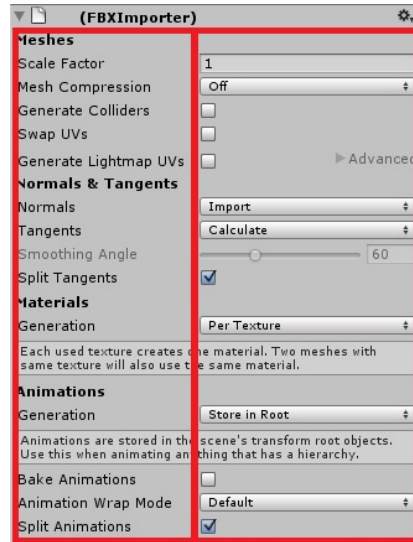 (FBXImporter)
Meshes
Scale Factor 1
Mesh Compression Off
Generate Colliders
Swap UVs
Generate Lightmap UVs Advanced
Normals & Tangents
Normals Import
Tangents Calculate
Smoothing Angle 60
Split Tangents
Materials
Generation Per Texture
Each used texture creates one material. Two meshes with
same texture will also use the same material.
Animations
Generation Store in Root
Animations are stored in the scene's transform root objects.
Use this when animating anything that has a hierarchy.
Bake Animations
Animation Wrap Mode Default
Split Animations